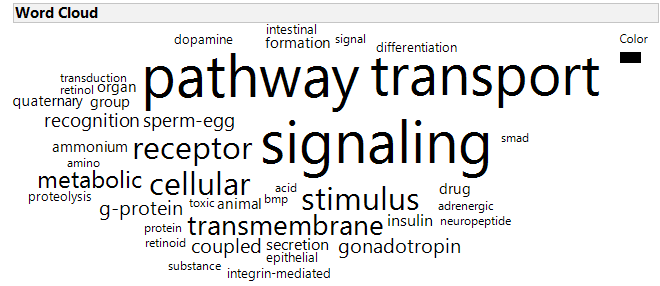 Word Cloud
intestinal
dopamine
formation signal
differentiation
Color
pathway transport
transduction
retinol organ
quaternary group
recognition sperm-egg
signaling
smad
ammonium receptor
amino
metabolic cellular
acid
drug
proteolysis
bmp
stimulus
adrenergic
g-protein toxic animal
transmembrane insulin neuropeptide
protein
retinoid coupled secretion gonadotropin
epithelial
substance
integrin-mediated